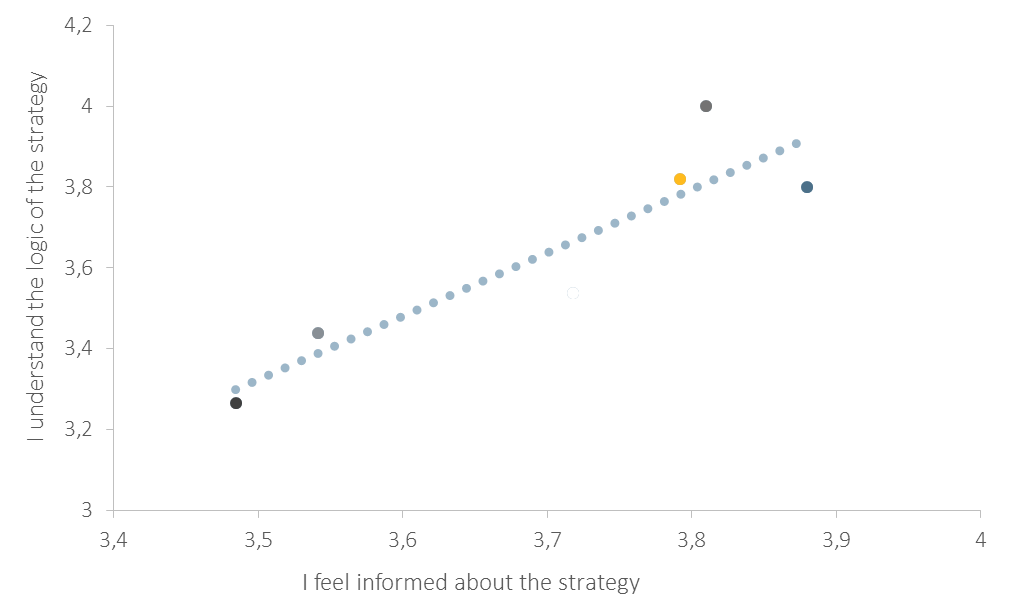 4,2
4
3,8
3,6
3,4
3,2
3
I understand the logic of the strategy
3,4 3,5 3,6 3,7 3,8 3,9 4
I feel informed about the strategy